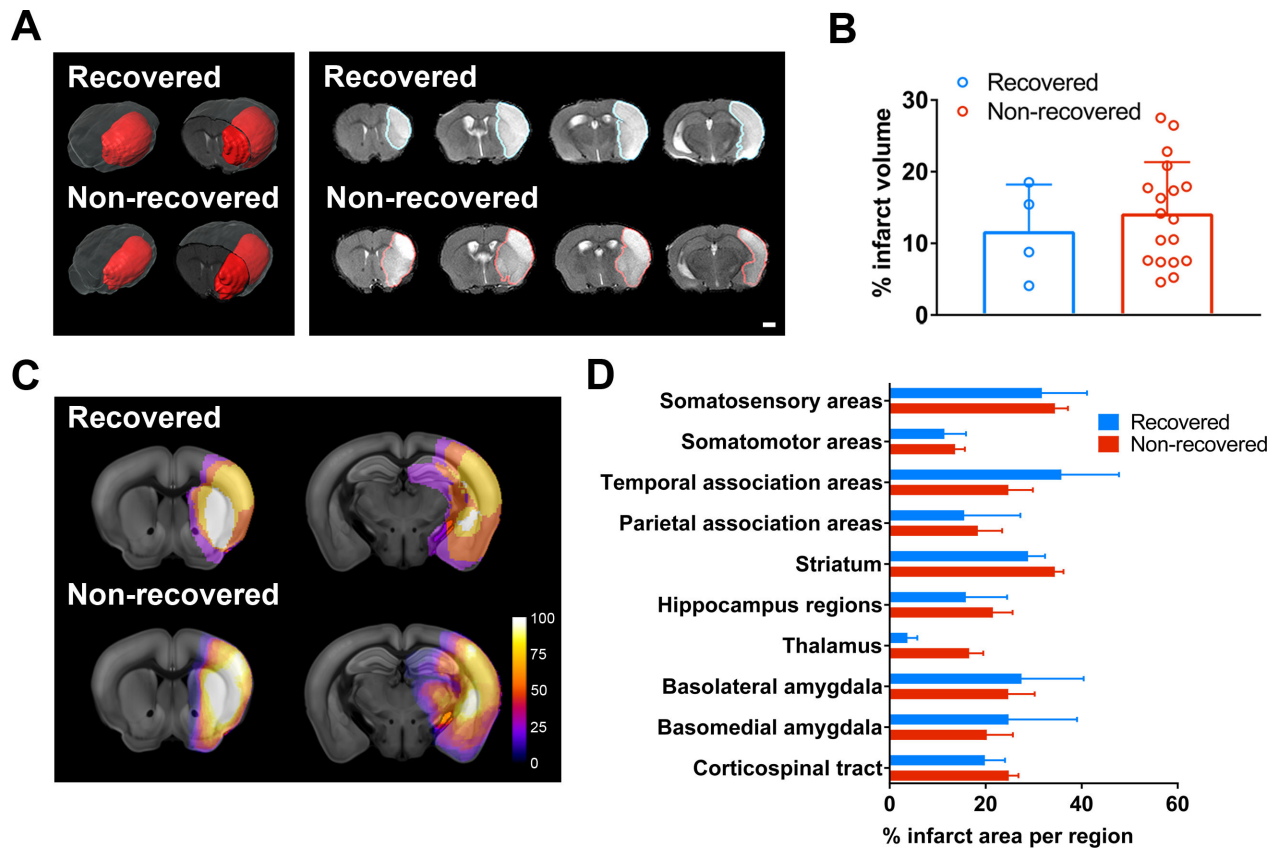 A
Recovered
Non-recovered
Recovered
Non-recovered
B
Recovered
Non-recovered
% infarct volume
30
20
10
0
C
Recovered
Non-recovered
100
75
50
25
0
D
Somatosensory areas
Somatomotor areas
Temporal association areas
Parietal association areas
Striatum
Hippocampus regions
Thalamus
Basolateral amygdala
Basomedial amygdala
Corticospinal tract
Recovered
Non-recovered
0 20 40 60
% infarct area per region